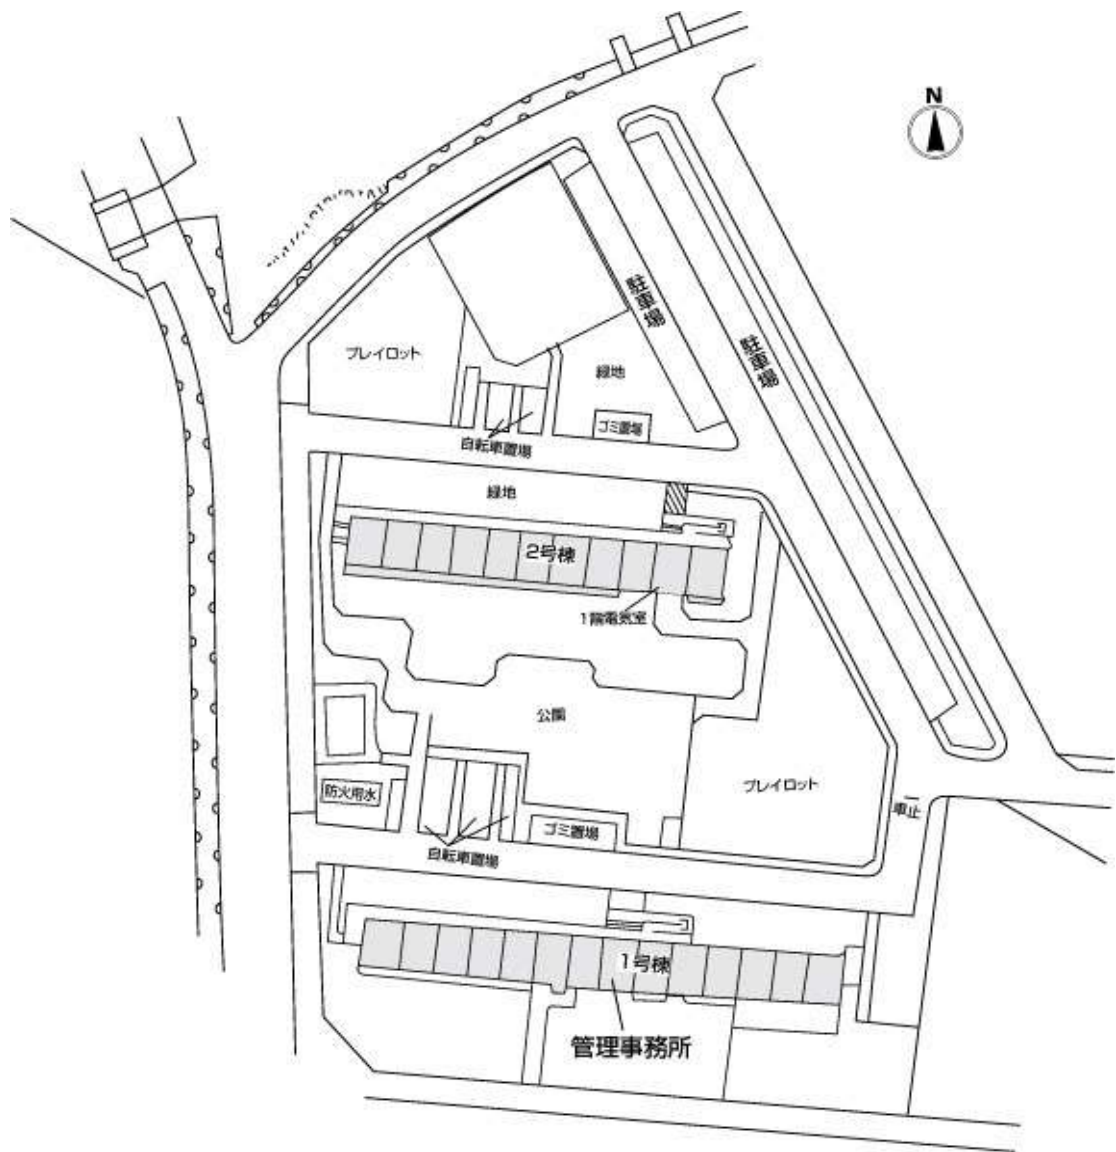 N
駐車場
駐車場
プレイロット
緑地
ゴミ置場
自転車置場
緑地
2号棟
1階電気室
公園
プレイロット
防火用水
車止
ゴミ置場
自転車置場
1号棟
管理事務所